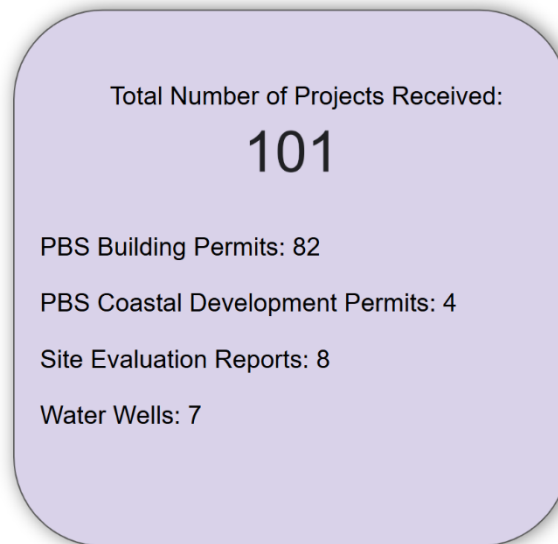 Total Number of Projects Received:
101
PBS Building Permits: 82
PBS Coastal Development Permits: 4
Site Evaluation Reports: 8
Water Wells: 7